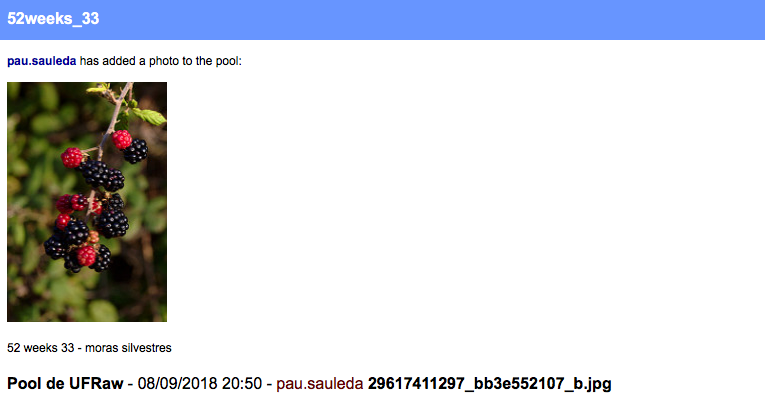 52weeks_33
pau.sauleda has added a photo to the pool:
52 weeks 33 - moras silvestres
Pool de UFRaw - 08/09/2018 20:50 - pau.sauleda 29617411297_bb3e552107_b.jpg